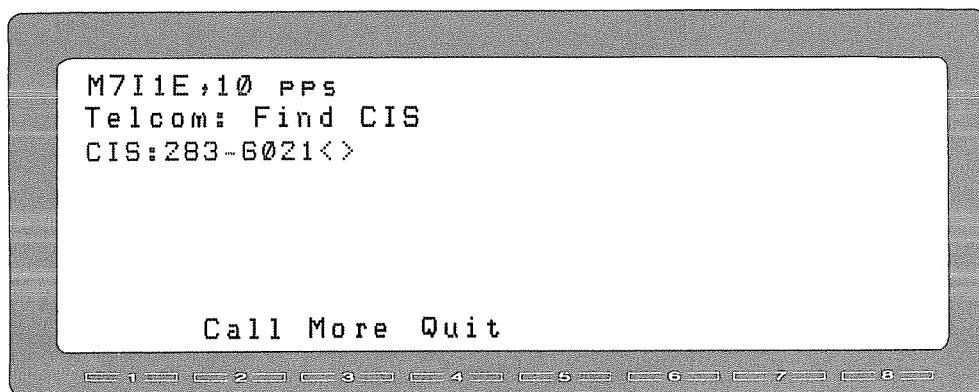 M7I1E,10 pps
Telcom: Find CIS
CIS:283-6021<>
Call More Quit
1 2 3 4 5 6 7 8